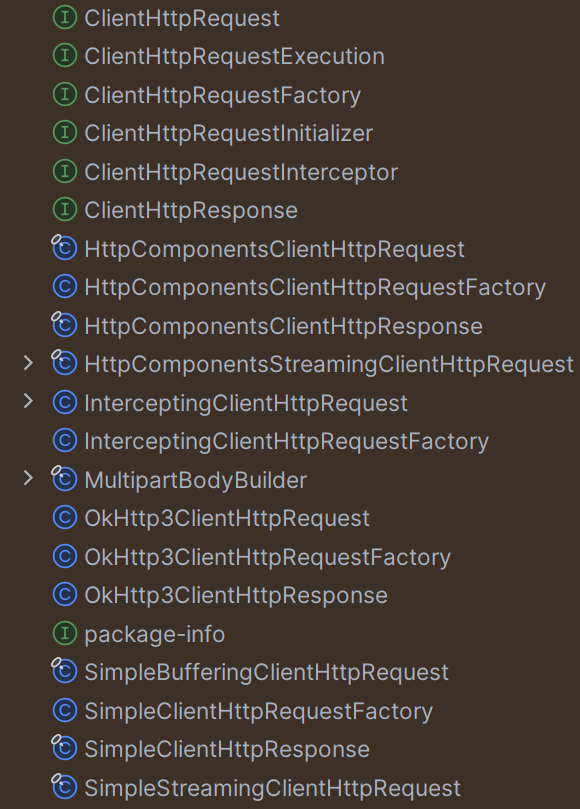 ClientHttpRequest
ClientHttpRequestExecution
ClientHttpRequestFactory
ClientHttpRequestInitializer
ClientHttpRequestInterceptor
ClientHttpResponse
HttpComponentsClientHttpRequest
HttpComponentsClientHttpRequestFactory
HttpComponentsClientHttpResponse
HttpComponentsStreamingClientHttpRequest
InterceptingClientHttpRequest
InterceptingClientHttpRequestFactory
MultipartBodyBuilder
OkHttp3ClientHttpRequest
OkHttp3ClientHttpRequestFactory
OkHttp3ClientHttpResponse
package-info
SimpleBufferingClientHttpRequest
SimpleClientHttpRequestFactory
SimpleClientHttpResponse
SimpleStreamingClientHttpRequest